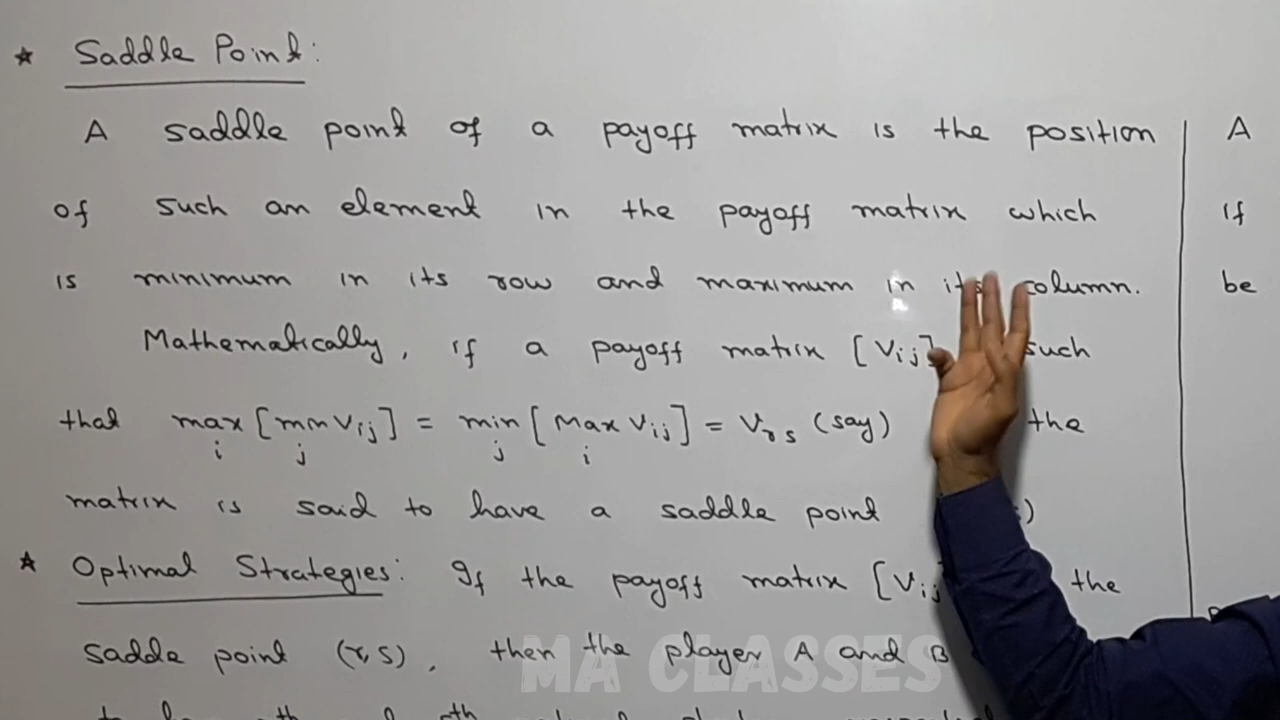 * Saddle Point:
A saddle point of a payoff matrix is the position
of such an element in the payoff matrix which
is minimum in its row and maximum in its column.
Mathematically, if a payoff matrix [Vij] such
that max i [min j Vij] = min j [Max i Vij] = Vrs (say) the
matrix is said to have a saddle point
* Optimal Strategies: If the payoff matrix [Vij the
sadde point (r,s), then the player A and B
MA CLASSES
A
if
be